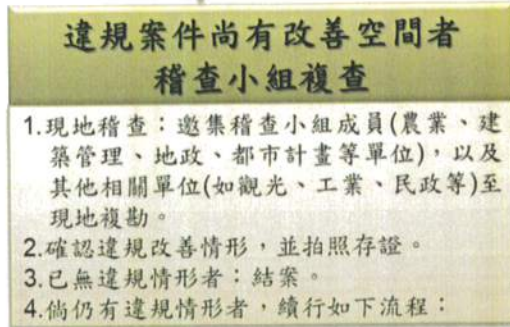 違規案件尚有改善空間者
稽查小組複查
1.現地稽查：邀集稽查小組成員(農業、建
築管理、地政、都市計畫等單位)，以及
其他相關單位(如觀光、工業、民政等)至
現地複勘。
2.確認違規改善情形，並拍照存證。
3.已無違規情形者：結案。
4.倘仍有違規情形者，續行如下流程：